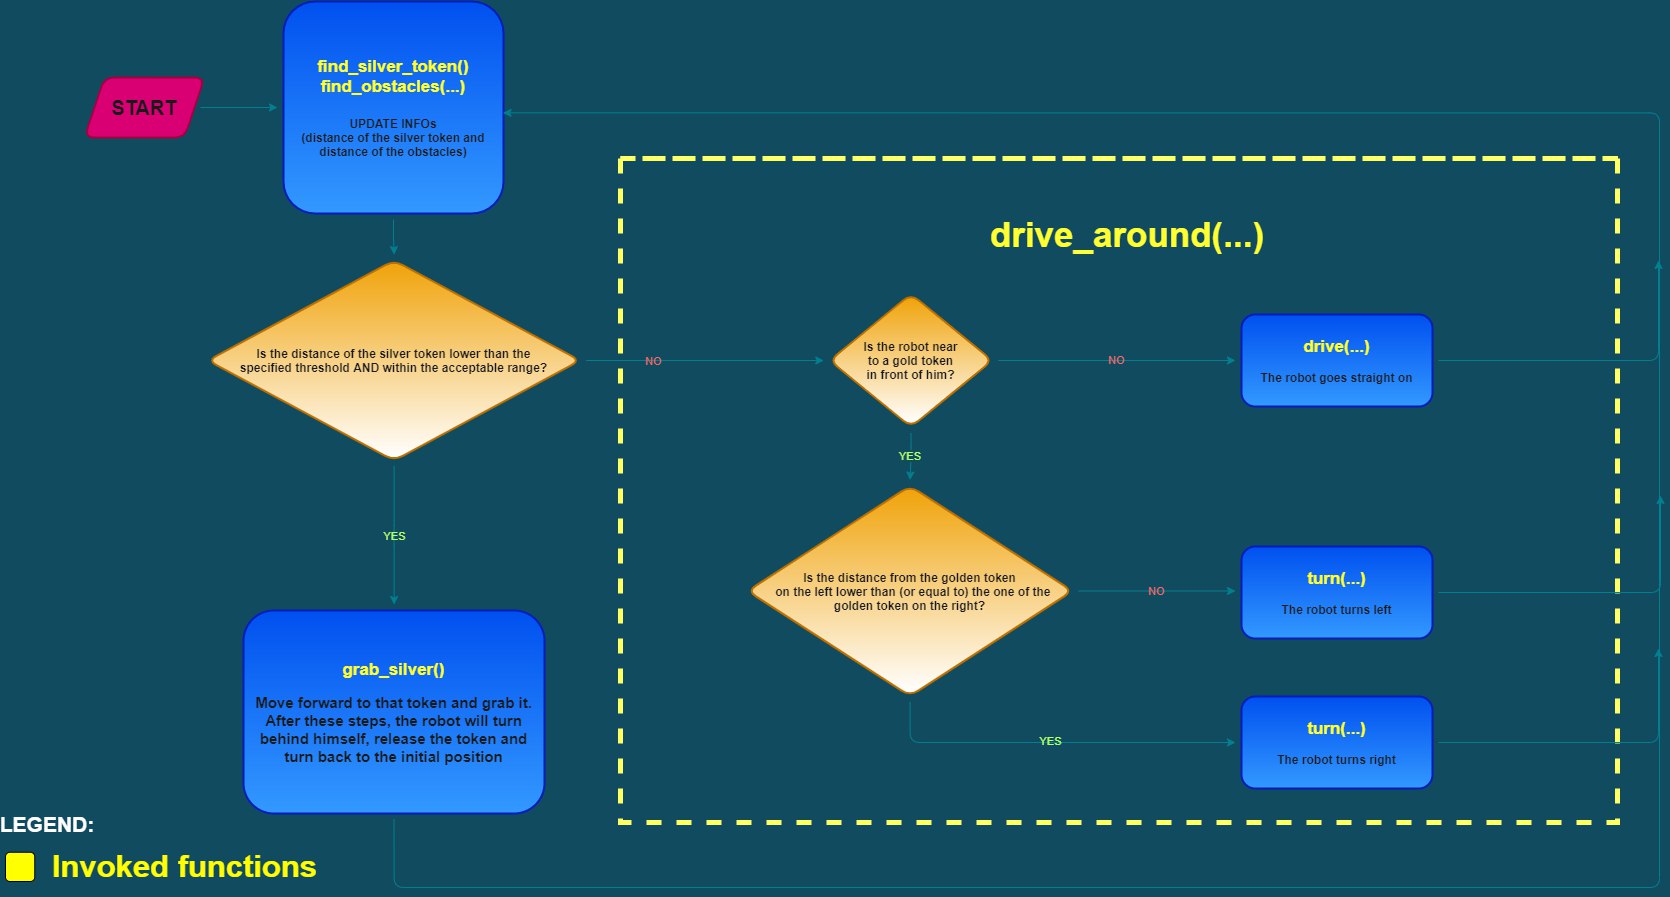 START
find_silver_token()
find_obstacles(...)
UPDATE INFOs
(distance of the silver token and
distance of the obstacles)
drive_around(...)
Is the distance of the silver token lower than the
specified threshold AND within the acceptable range?
NO
Is the robot near
to a gold token
in front of him?
NO
drive(...)
The robot goes straight on
YES
YES
Is the distance from the golden token
on the left lower than (or equal to) the one of the
golden token on the right?
NO
turn(...)
The robot turns left
YES
turn(...)
The robot turns right
grab_silver()
Move forward to that token and grab it.
After these steps, the robot will turn
behind himself, release the token and
turn back to the initial position
LEGEND:
Invoked functions